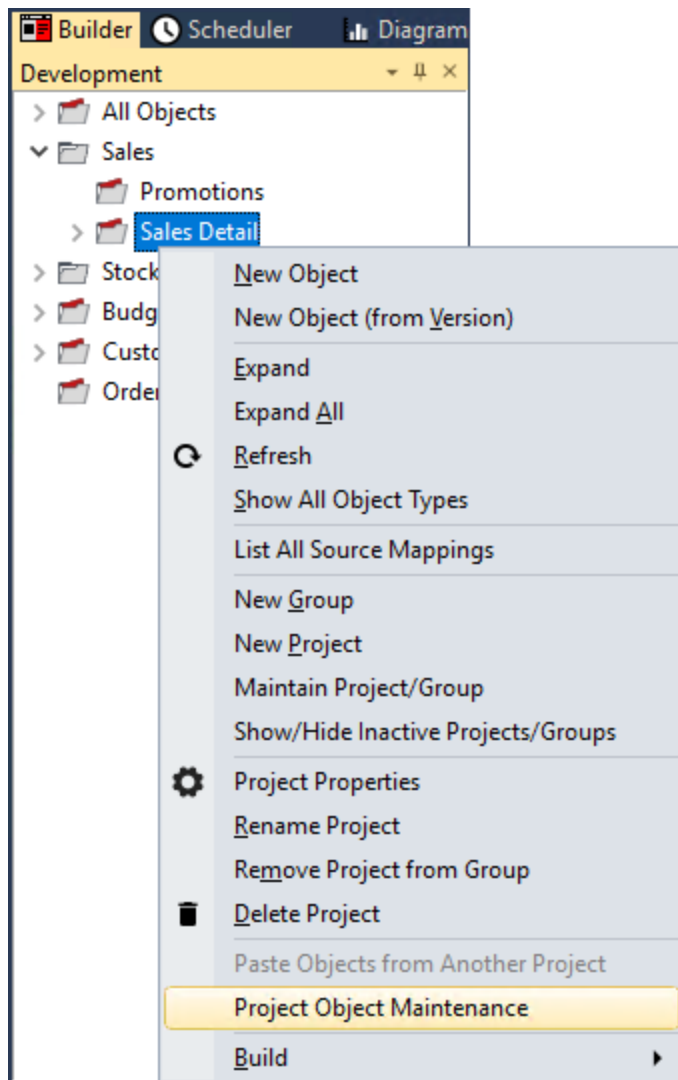 Builder Scheduler Diagram
Development
All Objects
Sales
Promotions
Sales Detail
Stock
Budg
Custo
Order
New Object
New Object (from Version)
Expand
Expand All
Refresh
Show All Object Types
List All Source Mappings
New Group
New Project
Maintain Project/Group
Show/Hide Inactive Projects/Groups
Project Properties
Rename Project
Remove Project from Group
Delete Project
Paste Objects from Another Project
Project Object Maintenance
Build